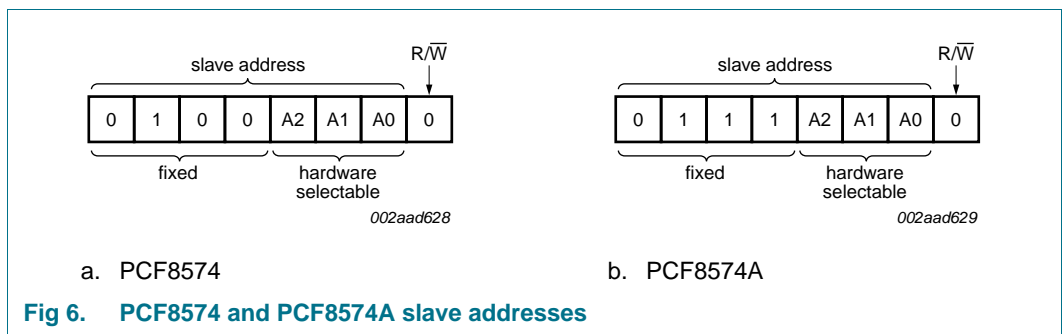 R/W̅
slave address
0 1 0 0 A2 A1 A0 0
fixed
hardware
selectable
002aad628
a. PCF8574
R/W̅
slave address
0 1 1 1 A2 A1 A0 0
fixed
hardware
selectable
002aad629
b. PCF8574A
Fig 6. PCF8574 and PCF8574A slave addresses